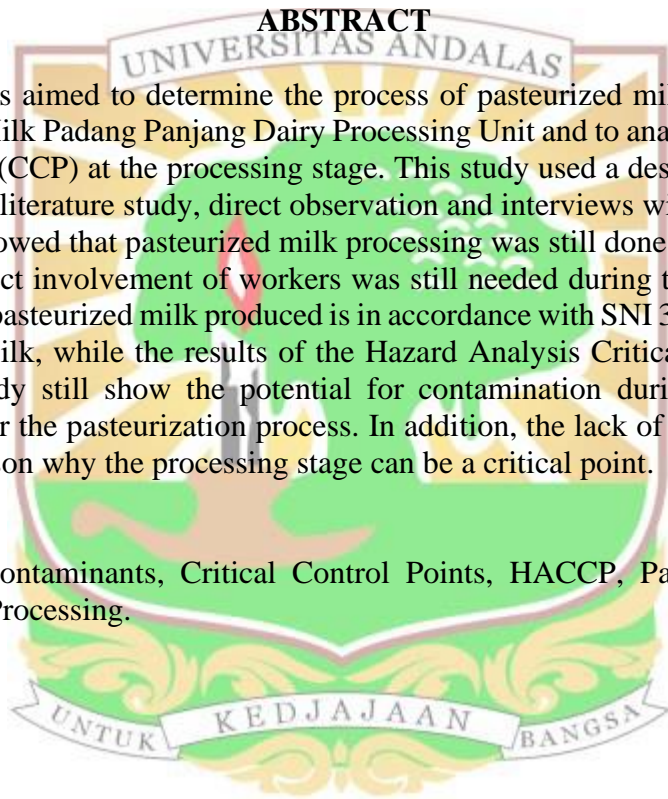 ABSTRACT
UNIVERSITAS ANDALAS
s aimed to determine the process of pasteurized mil
ilk Padang Panjang Dairy Processing Unit and to ana
(CCP) at the processing stage. This study used a des
literature study, direct observation and interviews wi
owed that pasteurized milk processing was still done
ct involvement of workers was still needed during t
pasteurized milk produced is in accordance with SNI 3
ilk, while the results of the Hazard Analysis Critica
dy still show the potential for contamination duri
r the pasteurization process. In addition, the lack of
son why the processing stage can be a critical point.
ontaminants, Critical Control Points, HACCP, Pa
Processing.
UNTUK KEDJAJAAN BANGSA